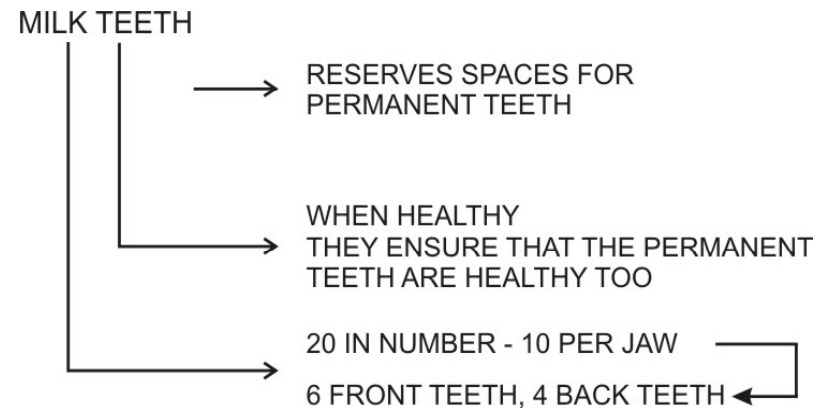 MILK TEETH
RESERVES SPACES FOR
PERMANENT TEETH
WHEN HEALTHY
THEY ENSURE THAT THE PERMANENT
TEETH ARE HEALTHY TOO
20 IN NUMBER - 10 PER JAW
6 FRONT TEETH, 4 BACK TEETH